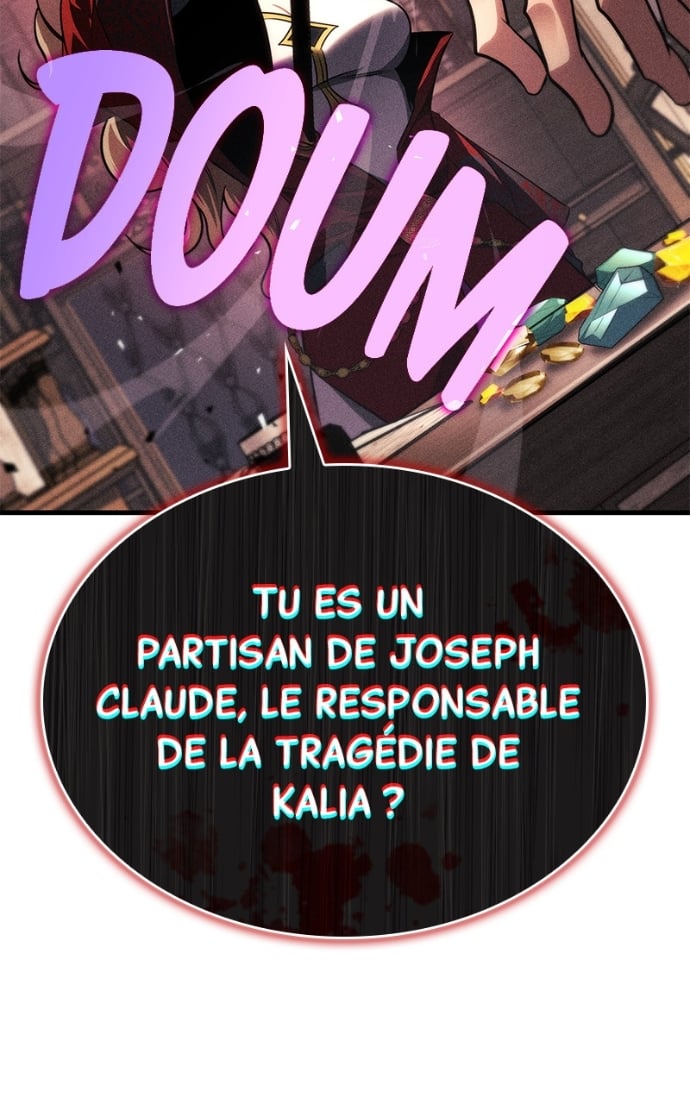 DOUM
TU ES UN
PARTISAN DE JOSEPH
CLAUDE, LE RESPONSABLE
DE LA TRAGÉDIE DE
KALIA ?